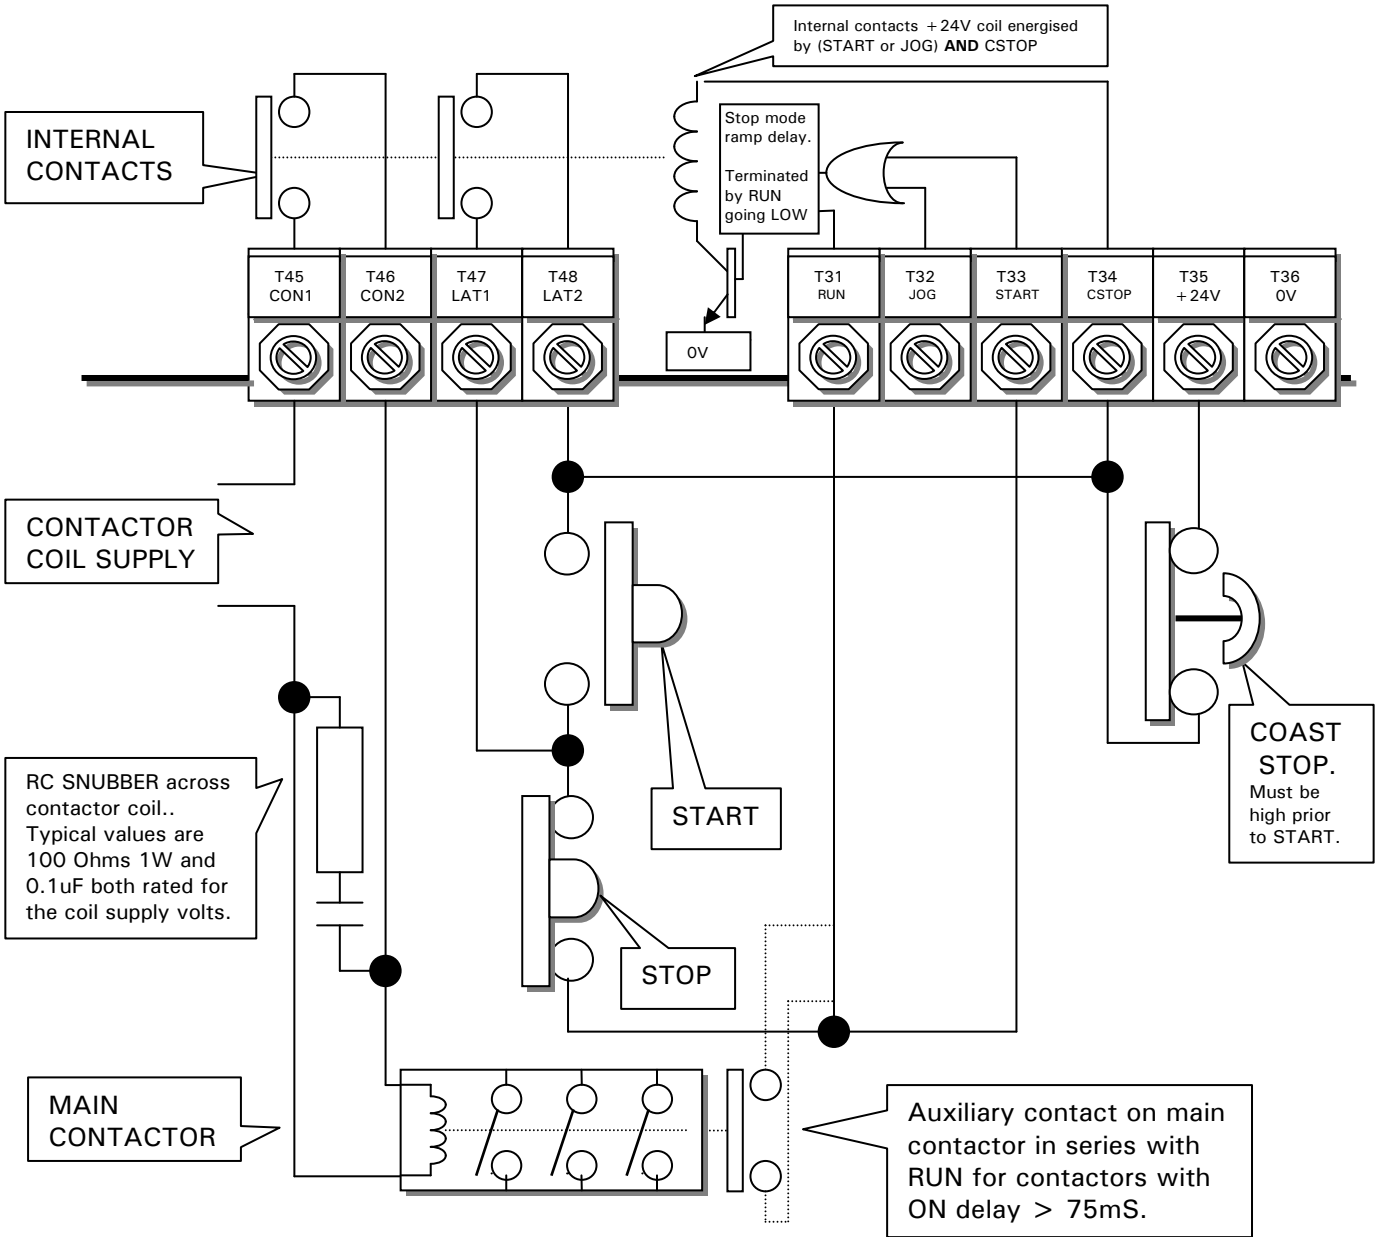 Internal contacts +24V coil energised
by (START or JOG) AND CSTOP
INTERNAL
CONTACTS
Stop mode
ramp delay.
Terminated
by RUN
going LOW
T45
CON1
T46
CON2
T47
LAT1
T48
LAT2
0V
T31
RUN
T32
JOG
T33
START
T34
CSTOP
T35
+24V
T36
0V
CONTACTOR
COIL SUPPLY
RC SNUBBER across
contactor coil..
Typical values are
100 Ohms 1W and
0.1uF both rated for
the coil supply volts.
START
STOP
COAST
STOP.
Must be
high prior
to START.
MAIN
CONTACTOR
Auxiliary contact on main
contactor in series with
RUN for contactors with
ON delay > 75mS.